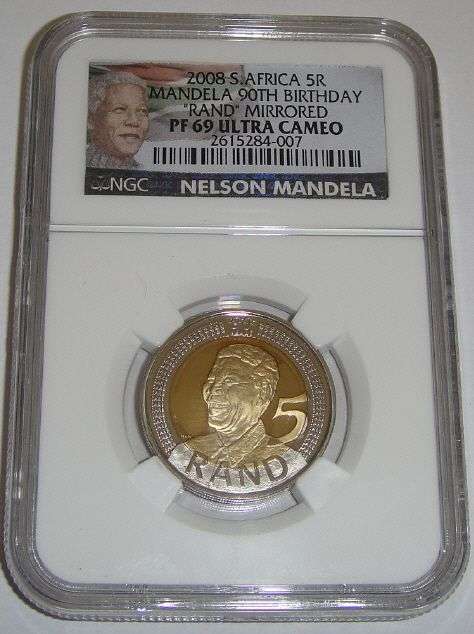 2008 S.AFRICA 5R
MANDELA 90TH BIRTHDAY
"RAND" MIRRORED
PF 69 ULTRA CAMEO
2615284-007
NGC
NELSON MANDELA
5
RAND